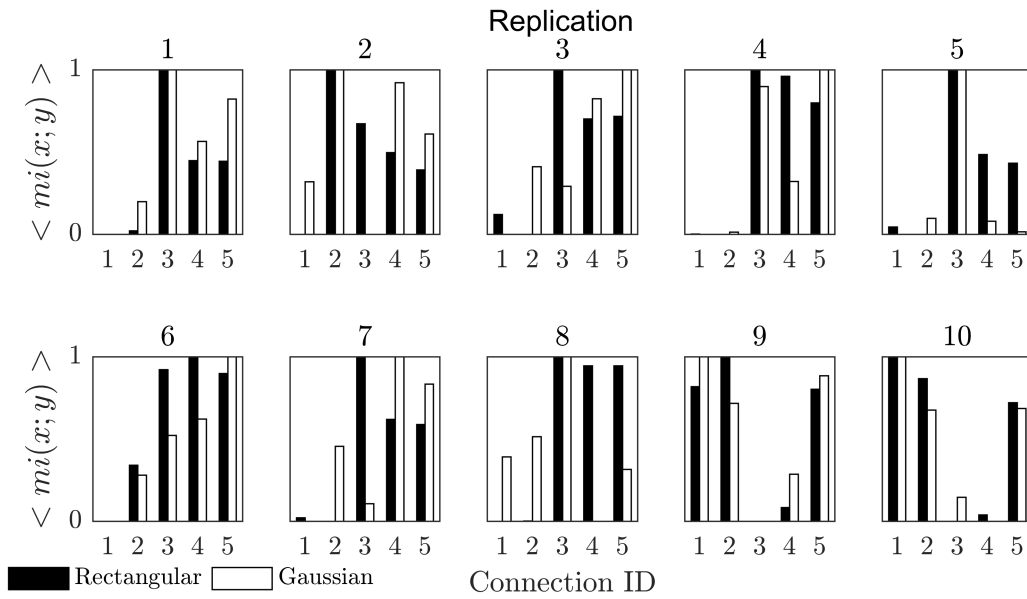 Replication
1 2 3 4 5
< mi(x; y) >
1
0
1 2 3 4 5 1 2 3 4 5 1 2 3 4 5 1 2 3 4 5 1 2 3 4 5
6 7 8 9 10
< mi(x; y) >
1
0
1 2 3 4 5 1 2 3 4 5 1 2 3 4 5 1 2 3 4 5 1 2 3 4 5
Rectangular Gaussian
Connection ID